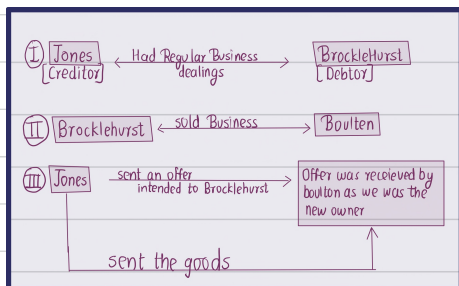 I Jones Had Regular Business BrockleHurst
[Creditor] dealings [Debtor]
II Brocklehurst sold Business Boulten
III Jones sent an offer
intended to Brocklehurst
Offer was receieved by
boulton as we was the
new owner
sent the goods